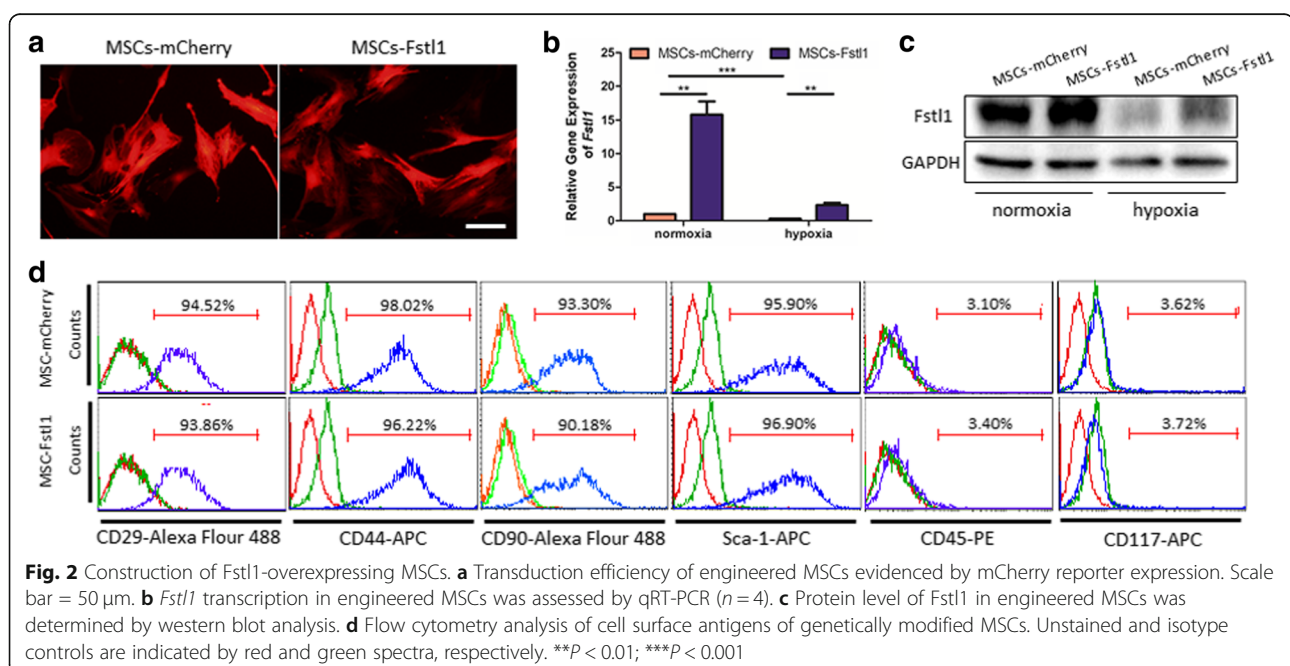 a
MSCs-mCherry
MSCs-Fstl1
b
MSCs-mCherry
MSCs-Fstl1
Relative Gene Expression
of Fstl1
25
20
15
10
5
0
***
**
**
normoxia
hypoxia
c
MSCs-mCherry
MSCs-Fstl1
MSCs-mCherry
MSCs-Fstl1
Fstl1
GAPDH
normoxia
hypoxia
d
MSC-mCherry
Counts
94.52%
98.02%
93.30%
95.90%
3.10%
3.62%
MSC-Fstl1
Counts
93.86%
96.22%
90.18%
96.90%
3.40%
3.72%
CD29-Alexa Flour 488
CD44-APC
CD90-Alexa Flour 488
Sca-1-APC
CD45-PE
CD117-APC
Fig. 2 Construction of Fstl1-overexpressing MSCs. a Transduction efficiency of engineered MSCs evidenced by mCherry reporter expression. Scale
bar = 50 μm. b Fstl1 transcription in engineered MSCs was assessed by qRT-PCR (n = 4). c Protein level of Fstl1 in engineered MSCs was
determined by western blot analysis. d Flow cytometry analysis of cell surface antigens of genetically modified MSCs. Unstained and isotype
controls are indicated by red and green spectra, respectively. **P < 0.01; ***P < 0.001